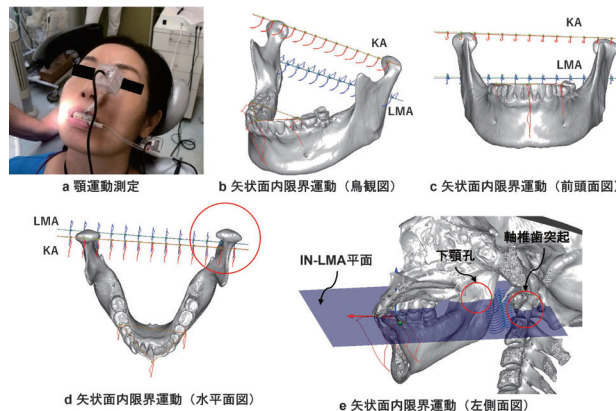 KA
LMA
a 顎運動測定
b 矢状面内限界運動（鳥観図）
KA
LMA
c 矢状面内限界運動（前頭面図）
LMA
KA
d 矢状面内限界運動（水平面図）
IN-LMA平面
下顎孔
軸椎歯突起
e 矢状面内限界運動（左側面図）